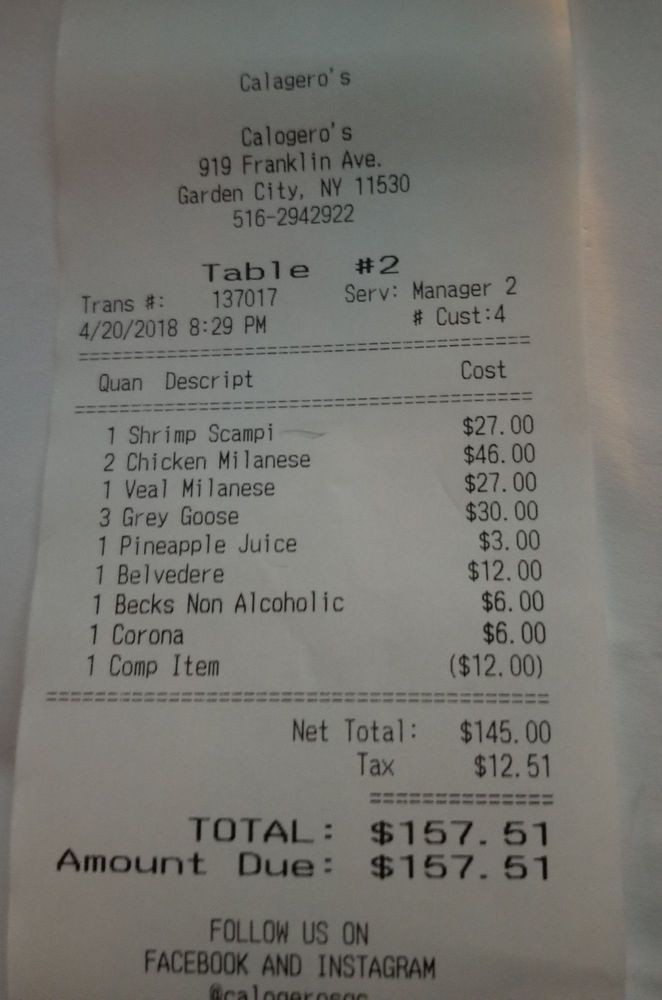 Calagero's
Calogero's
919 Franklin Ave.
Garden City, NY 11530
516-2942922
Table #2
Trans #: 137017 Serv: Manager 2
4/20/2018 8:29 PM # Cust:4
Quan Descript Cost
1 Shrimp Scampi $27.00
2 Chicken Milanese $46.00
1 Veal Milanese $27.00
3 Grey Goose $30.00
1 Pineapple Juice $3.00
1 Belvedere $12.00
1 Becks Non Alcoholic $6.00
1 Corona $6.00
1 Comp Item ($12.00)
Net Total: $145.00
Tax $12.51
TOTAL: $157.51
Amount Due: $157.51
FOLLOW US ON
FACEBOOK AND INSTAGRAM